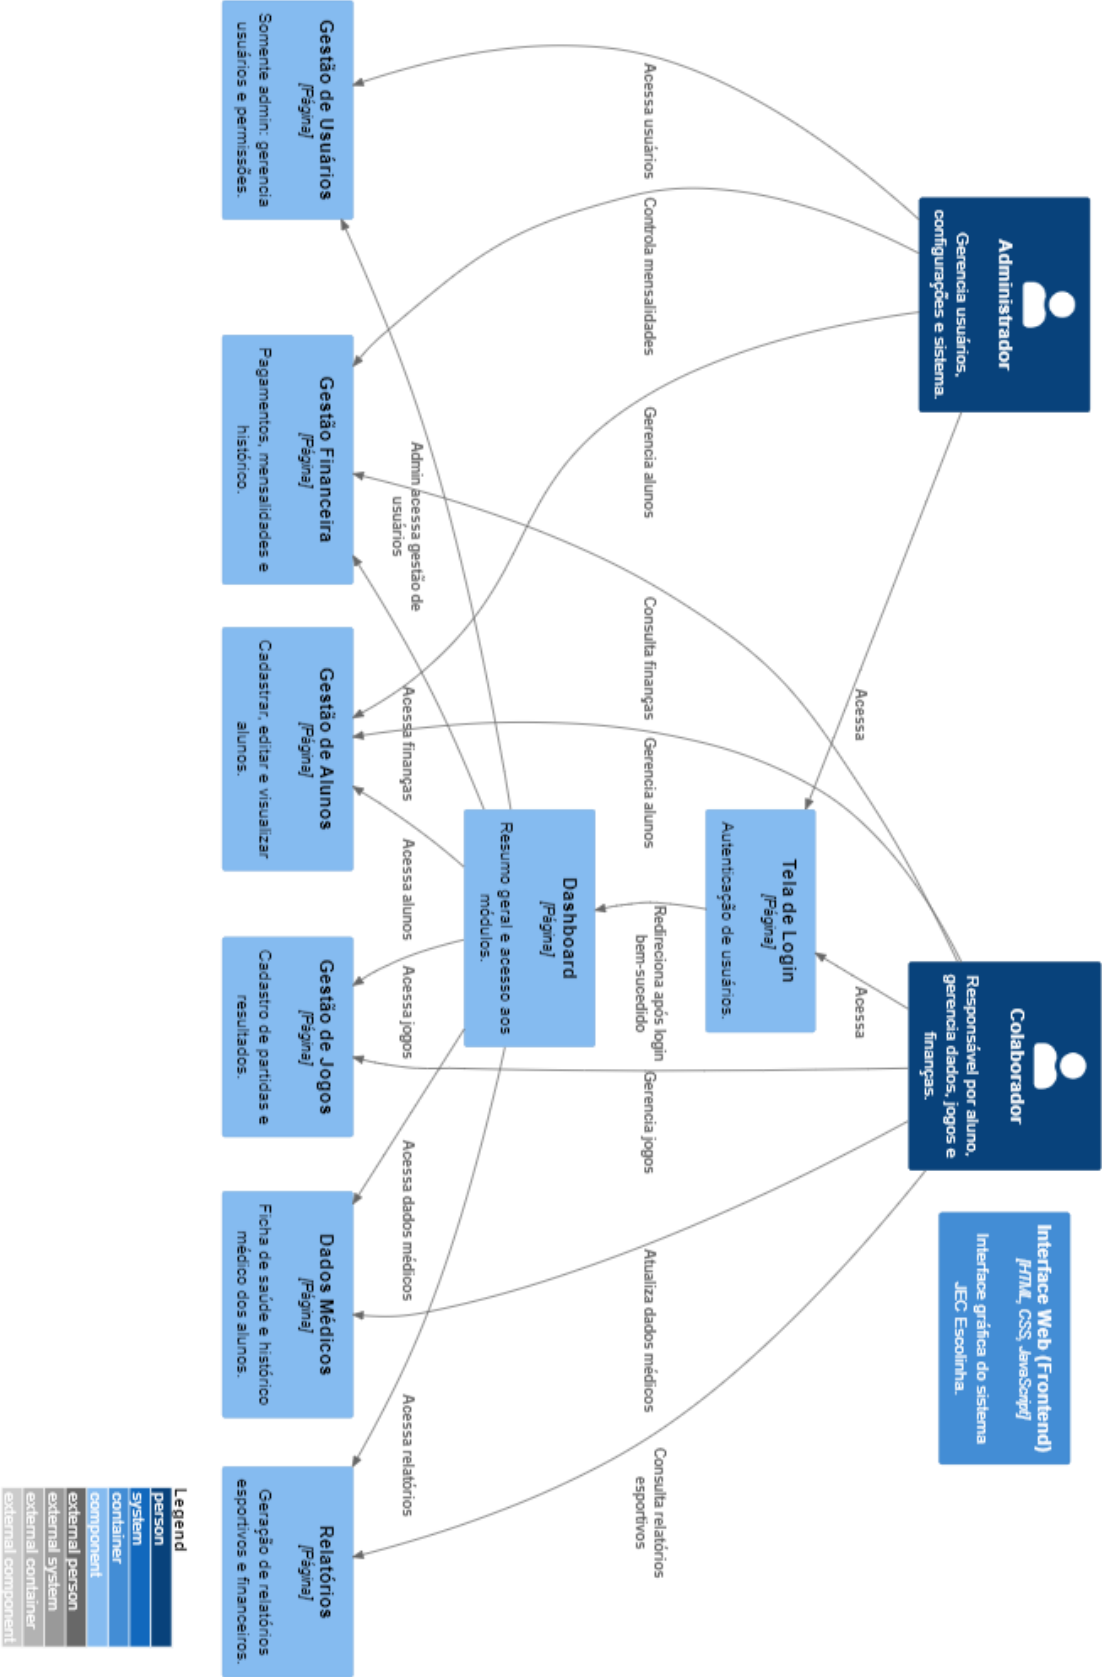 Administrador
Gerencia usuários,
configurações e sistema.
Colaborador
Responsável por aluno,
gerencia dados, jogos e
finanças.
Interface Web (Frontend)
[HTML, CSS, JavaScript]
Interface gráfica do sistema
JEC Escolinha.
Acessa
Acessa
Tela de Login
[Página]
Autenticação de usuários.
Acessa usuários
Controla mensalidades
Gerencia alunos
Consulta finanças
Gerencia alunos
Redireciona após login
bem-sucedido
Gerencia jogos
Atualiza dados médicos
Consulta relatórios
esportivos
Dashboard
[Página]
Resumo geral e acesso aos
módulos.
Admin acessa gestão de
usuários
Acessa finanças
Acessa alunos
Acessa jogos
Acessa dados médicos
Acessa relatórios
Gestão de Usuários
[Página]
Somente admin: gerencia
usuários e permissões.
Gestão Financeira
[Página]
Pagamentos, mensalidades e
histórico.
Gestão de Alunos
[Página]
Cadastrar, editar e visualizar
alunos.
Gestão de Jogos
[Página]
Cadastro de partidas e
resultados.
Dados Médicos
[Página]
Ficha de saúde e histórico
médico dos alunos.
Relatórios
[Página]
Geração de relatórios
esportivos e financeiros.
Legend
person
system
container
component
external person
external system
external container
external component